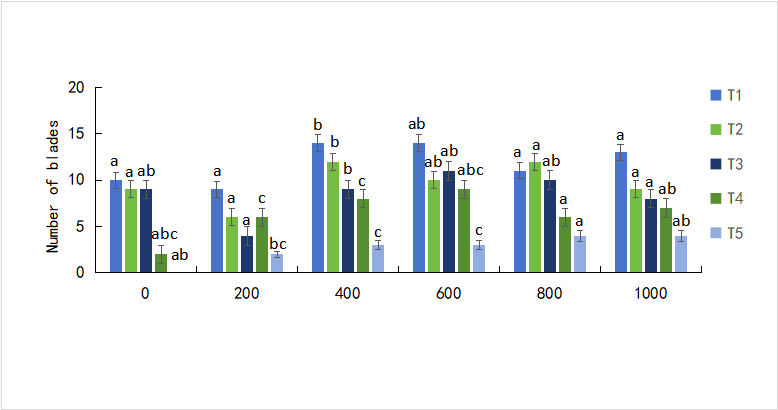 20
15
10
5
0
Number of blades
a a ab abc ab
a a a c bc
b b b c c
ab ab ab abc c
a a ab a a
a a a ab ab
0 200 400 600 800 1000
T1
T2
T3
T4
T5